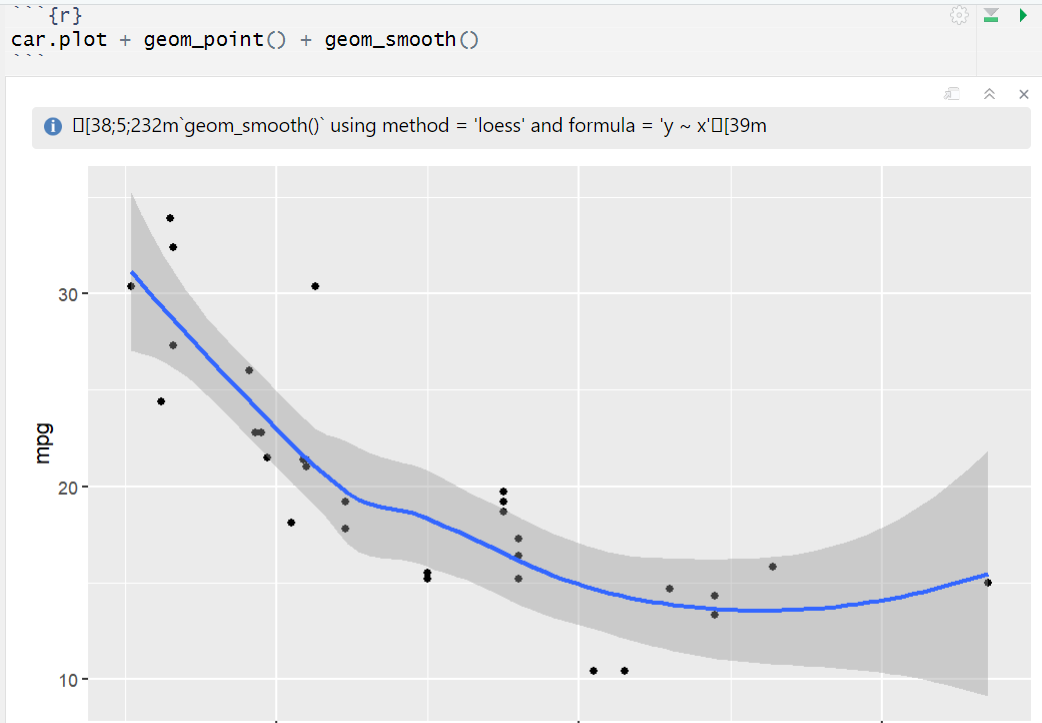 ```{r}
car.plot + geom_point() + geom_smooth()
```
▯[38;5;232m`geom_smooth()` using method = 'loess' and formula = 'y ~ x'▯[39m
30
mpg
20
10